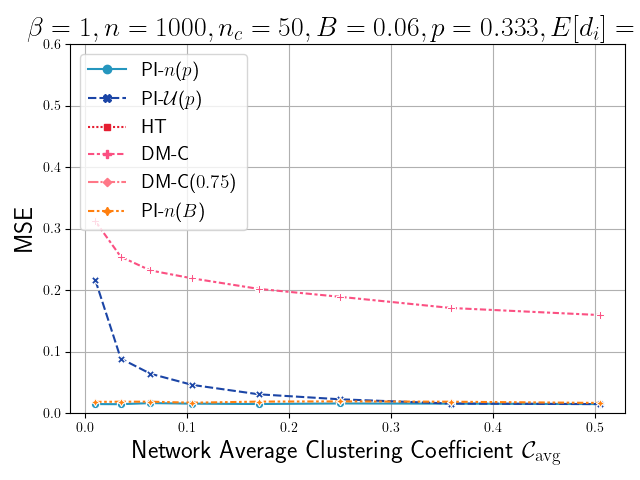 β = 1, n = 1000, n_c = 50, B = 0.06, p = 0.333, E[d_i] =
0.6
0.5
0.4
0.3
0.2
0.1
0.0
MSE
PI-n(p)
PI-𝒰(p)
HT
DM-C
DM-C(0.75)
PI-n(B)
0.0 0.1 0.2 0.3 0.4 0.5
Network Average Clustering Coefficient 𝒞_avg